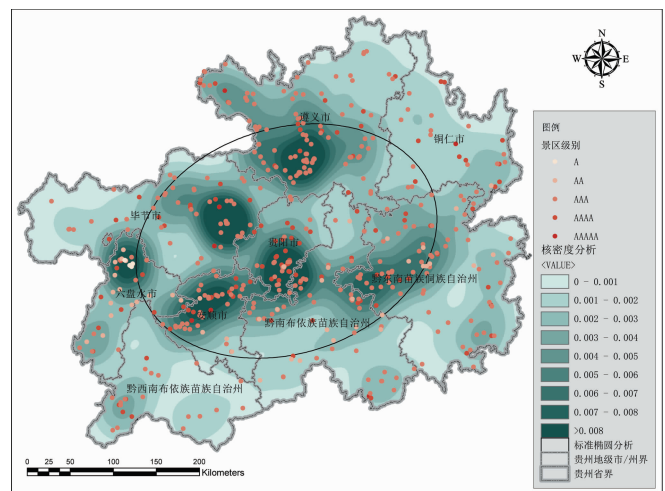 N
W E
S
遵义市
铜仁市
毕节市
贵阳市
黔东南苗族侗族自治州
六盘水市
安顺市
黔南布依族苗族自治州
黔西南布依族苗族自治州
0 25 50 100 150 200
Kilometers
图例
景区级别
A
AA
AAA
AAAA
AAAAA
核密度分析
<VALUE>
0 - 0.001
0.001 - 0.002
0.002 - 0.003
0.003 - 0.004
0.004 - 0.005
0.005 - 0.006
0.006 - 0.007
0.007 - 0.008
>0.008
标准椭圆分析
贵州地级市/州界
贵州省界